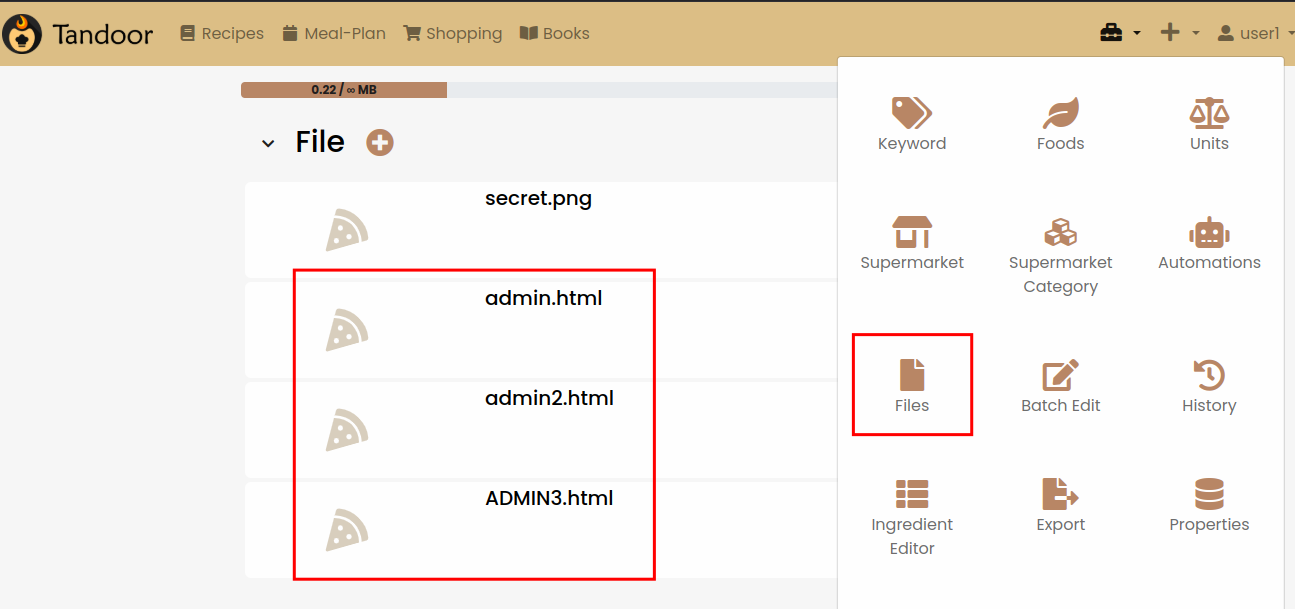 Tandoor Recipes Meal-Plan Shopping Books user1
0.22 / ∞ MB
File
secret.png
admin.html
admin2.html
ADMIN3.html
Keyword Foods Units
Supermarket Supermarket Category Automations
Files Batch Edit History
Ingredient Editor Export Properties